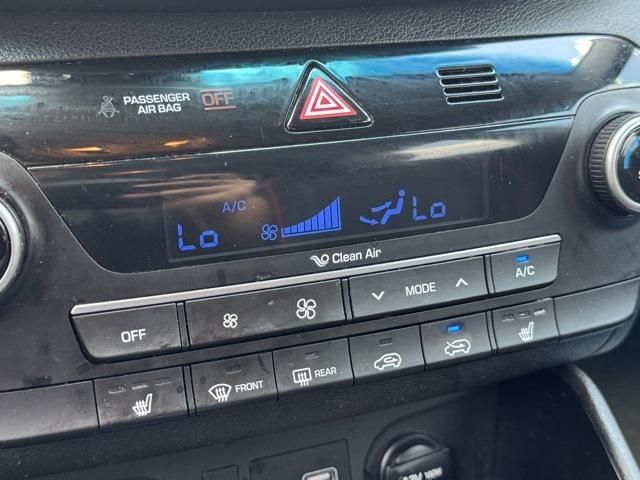 PASSENGER
AIR BAG
OFF
A/C
Lo
Lo
Clean Air
OFF
MODE
A/C
FRONT
REAR